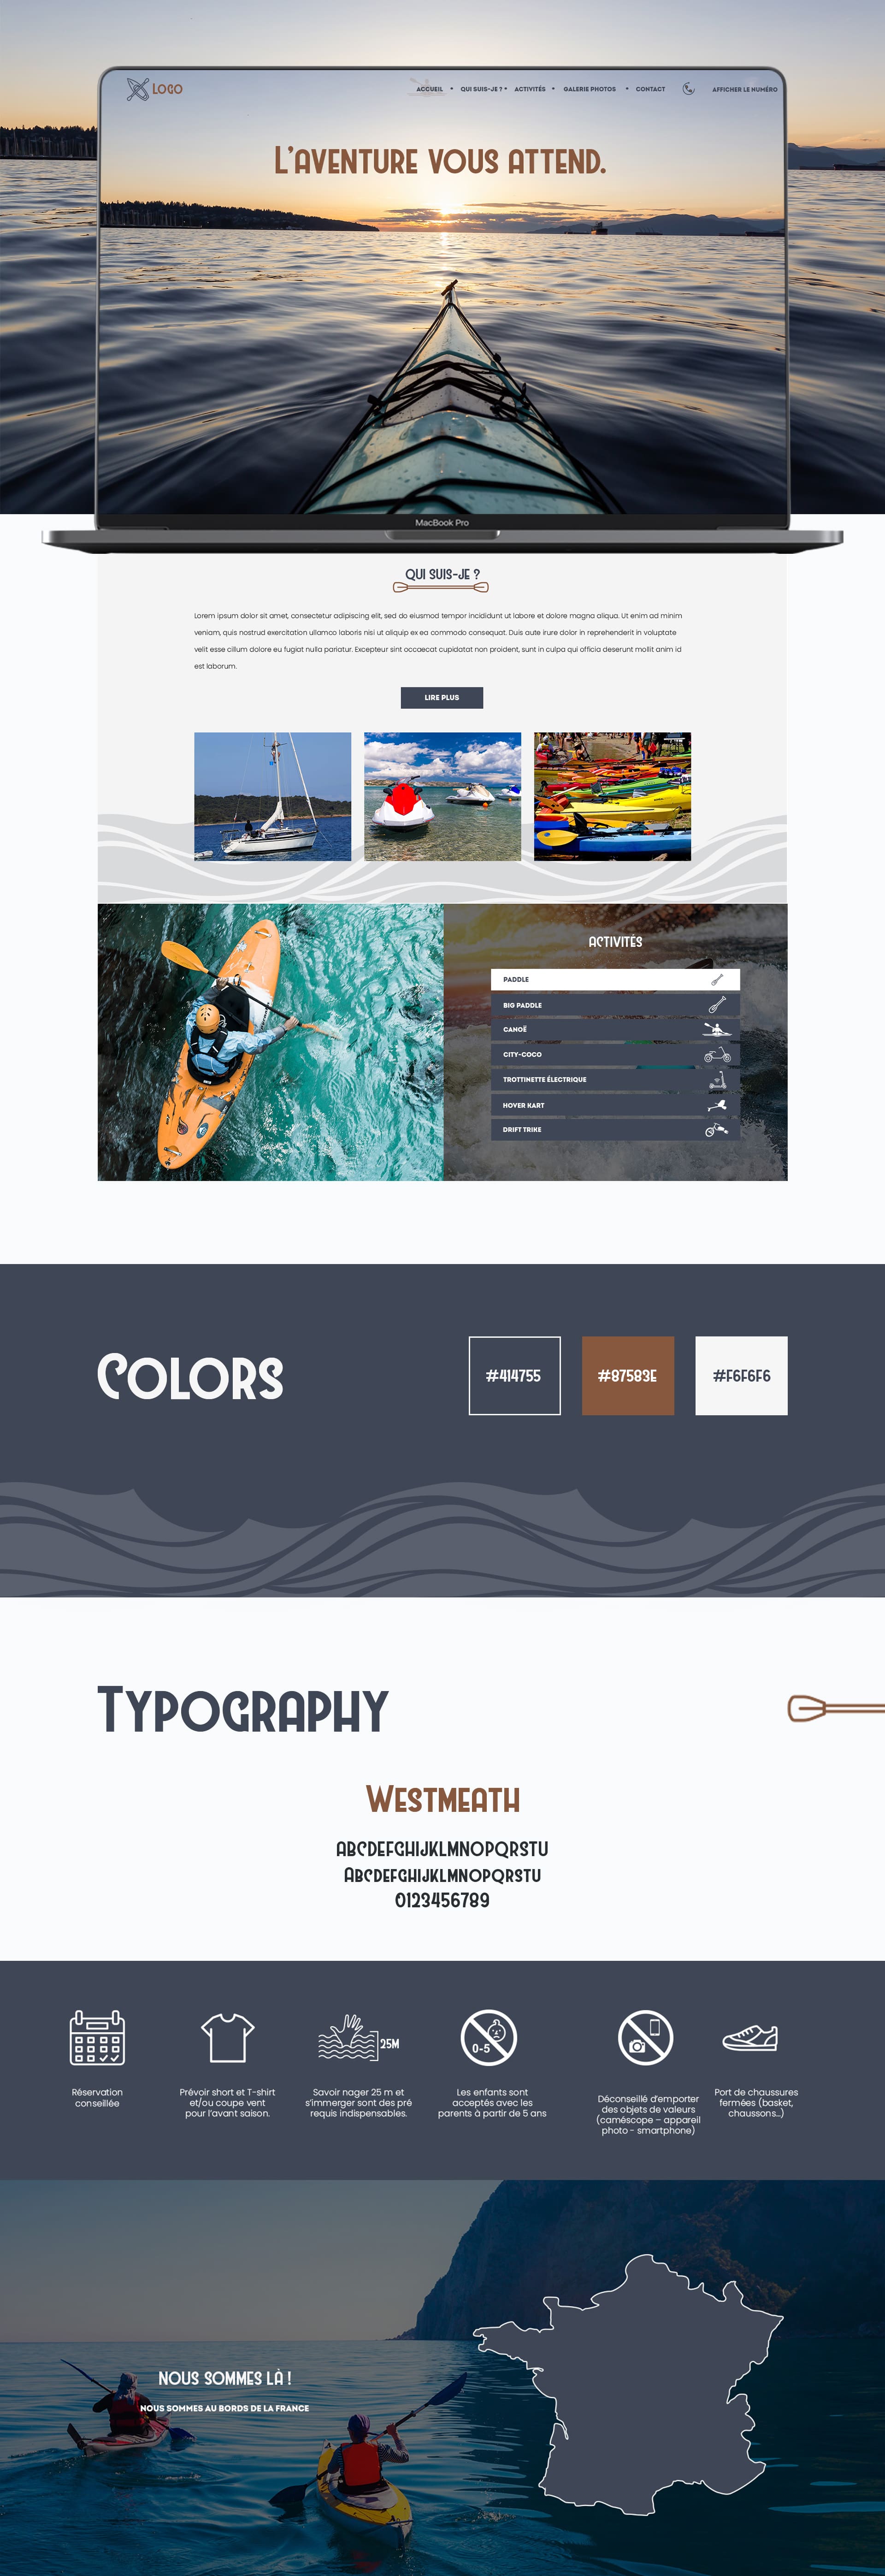 LOGO
ACCUEIL • QUI SUIS-JE ? • ACTIVITÉS • GALERIE PHOTOS • CONTACT AFFICHER LE NUMÉRO
L'AVENTURE VOUS ATTEND.
MacBook Pro
QUI SUIS-JE ?
Lorem ipsum dolor sit amet, consectetur adipiscing elit, sed do eiusmod tempor incididunt ut labore et dolore magna aliqua. Ut enim ad minim
veniam, quis nostrud exercitation ullamco laboris nisi ut aliquip ex ea commodo consequat. Duis aute irure dolor in reprehenderit in voluptate
velit esse cillum dolore eu fugiat nulla pariatur. Excepteur sint occaecat cupidatat non proident, sunt in culpa qui officia deserunt mollit anim id
est laborum.
LIRE PLUS
ACTIVITÉS
PADDLE
BIG PADDLE
CANOË
CITY-COCO
TROTTINETTE ÉLECTRIQUE
HOVER KART
DRIFT TRIKE
COLORS
#414755
#87583E
#F6F6F6
TYPOGRAPHY
WESTMEATH
ABCDEFGHIJKLMNOPQRSTU
ABCDEFGHIJKLMNOPQRSTU
0123456789
25M
0-5
Réservation
conseillée
Prévoir short et T-shirt
et/ou coupe vent
pour l'avant saison.
Savoir nager 25 m et
s'immerger sont des pré
requis indispensables.
Les enfants sont
acceptés avec les
parents à partir de 5 ans
Déconseillé d'emporter
des objets de valeurs
(caméscope – appareil
photo - smartphone)
Port de chaussures
fermées (basket,
chaussons...)
NOUS SOMMES LÀ !
NOUS SOMMES AU BORDS DE LA FRANCE